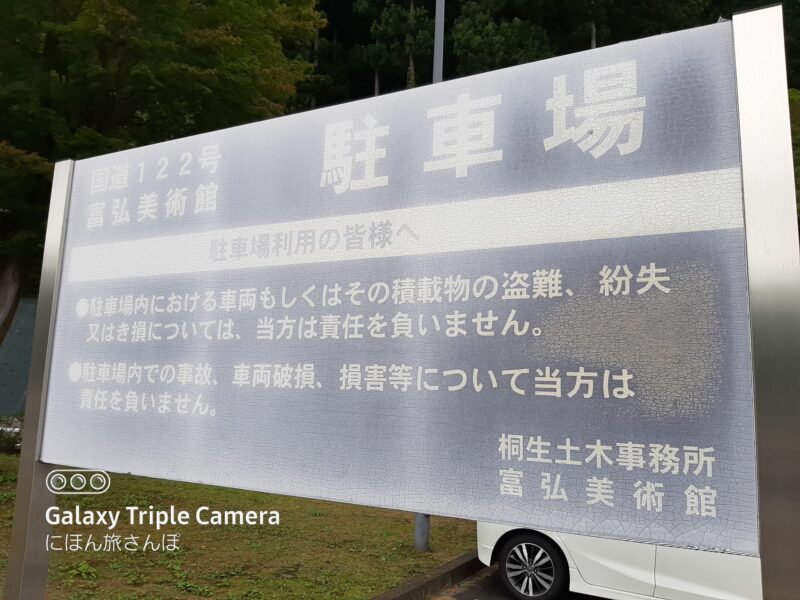 国道122号
富弘美術館
駐車場
駐車場利用の皆様へ
●駐車場内における車両もしくはその積載物の盗難、紛失
又はき損については、当方は責任を負いません。
●駐車場内での事故、車両破損、損害等について当方は
責任を負いません。
桐生土木事務所
富弘美術館
Galaxy Triple Camera
にほん旅さんぽ